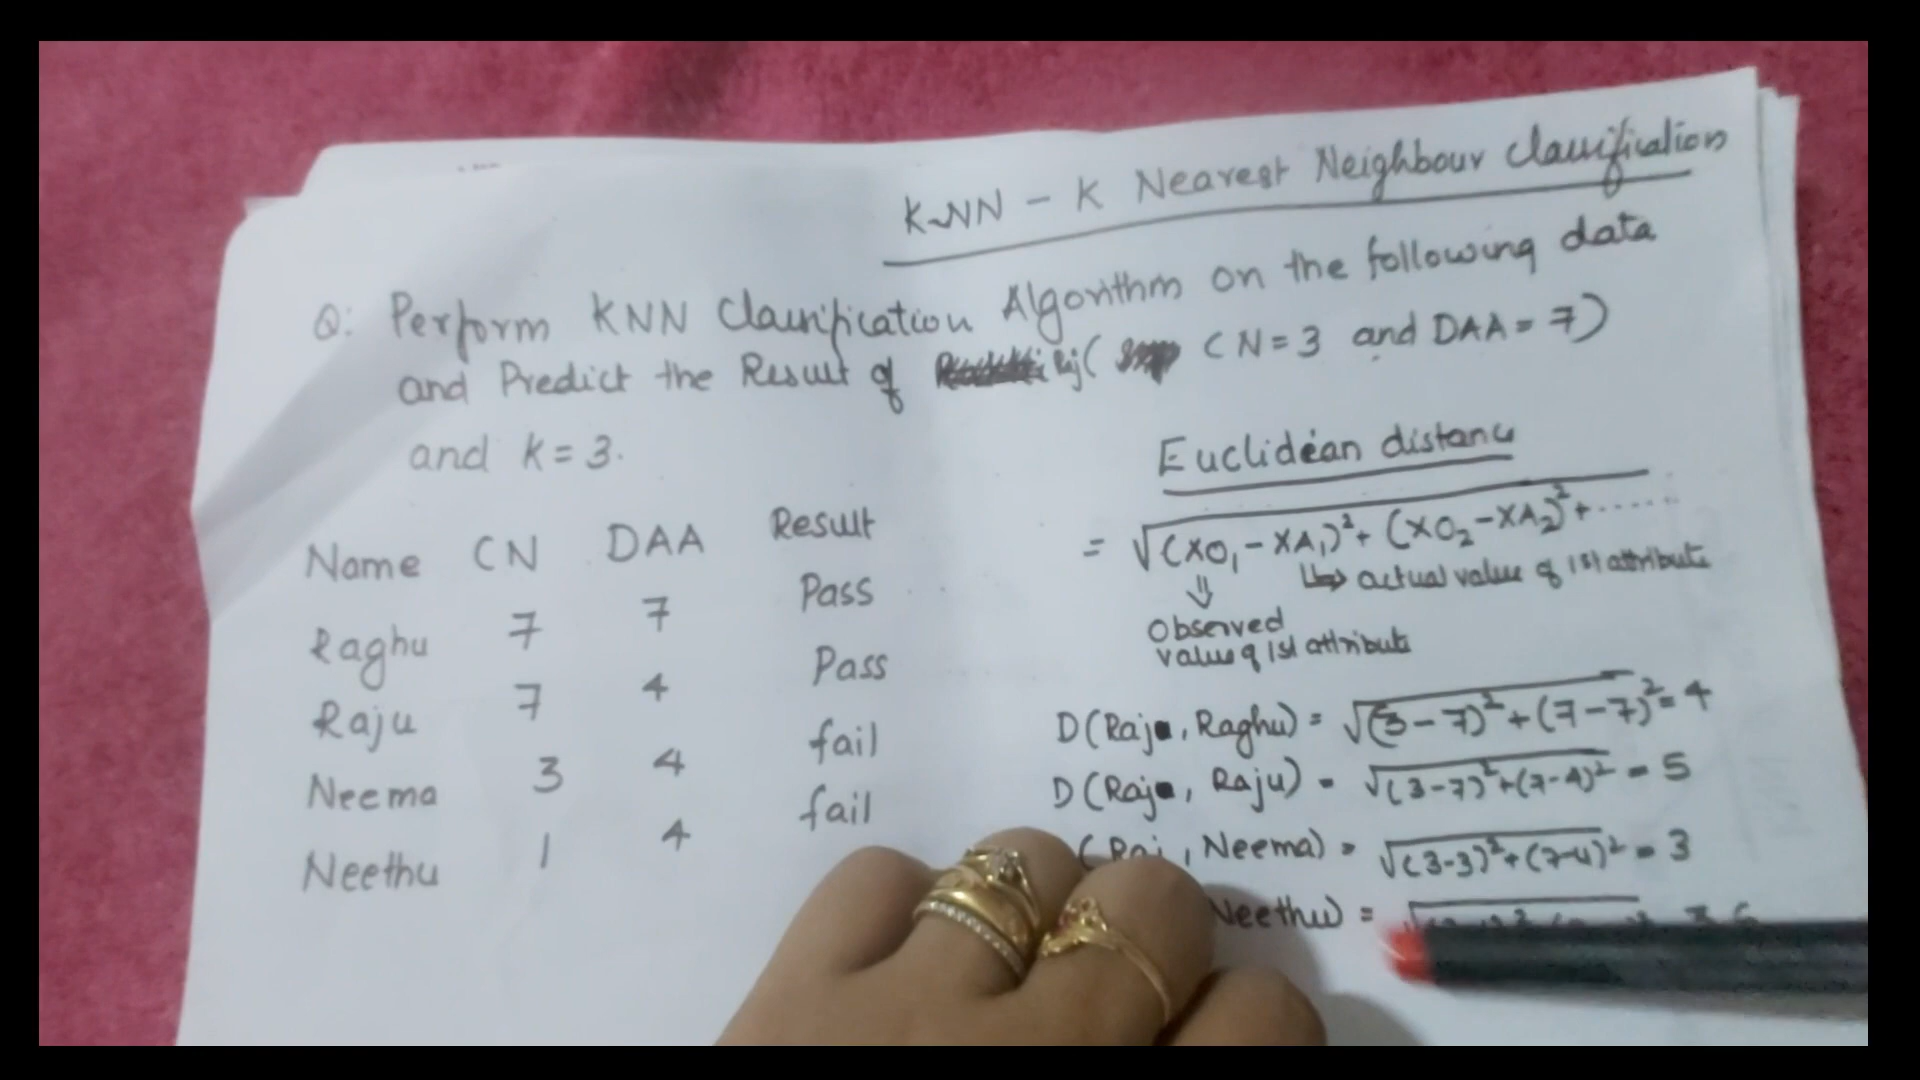 KNN - K Nearest Neighbour Classification
Q: Perform KNN Classification Algorithm on the following data
and Predict the Result of Raj( CN=3 and DAA=7)
and K=3.
Name CN DAA Result
Raghu 7 7 Pass
Raju 7 4 Pass
Neema 3 4 fail
Neethu 1 4 fail
Euclidean distance
= √(XO₁-XA₁)²+(XO₂-XA₂)²+......
↳ actual value of 1st attribute
⇓
Observed
value of 1st attribute
D(Raj, Raghu) = √(3-7)²+(7-7)² = 4
D(Raj, Raju) = √(3-7)²+(7-4)² = 5
(Raj, Neema) = √(3-3)²+(7-4)² = 3
Neethu) =